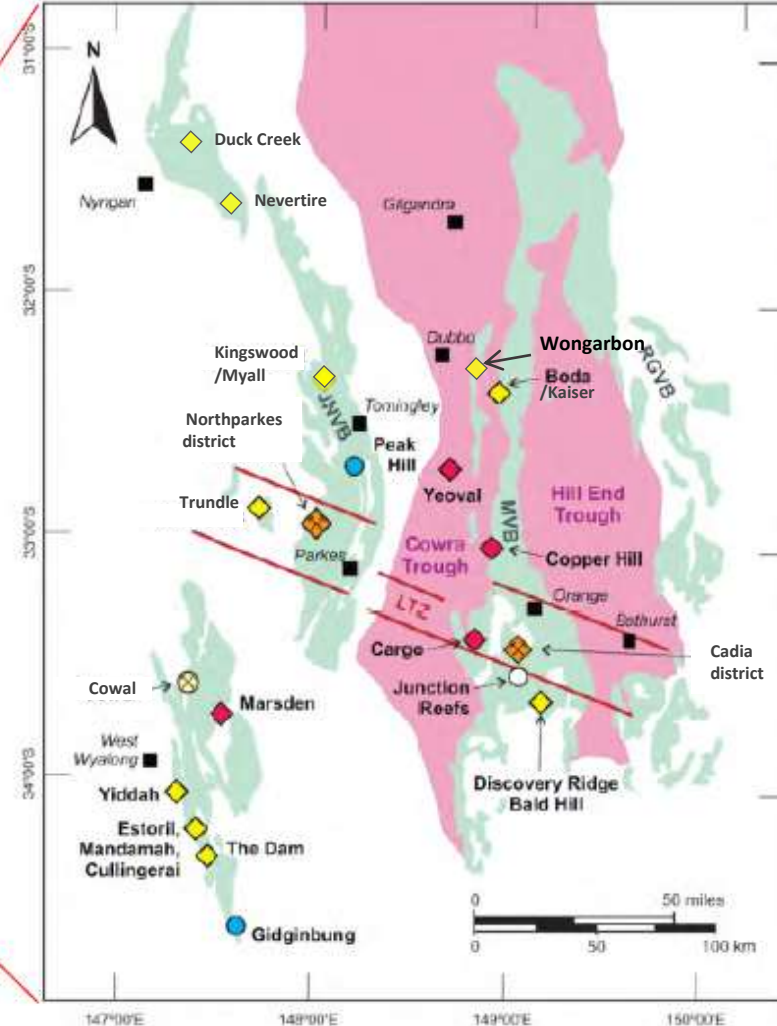 31°00'S
N
Duck Creek
Nyngan
Nevertire
Gilgandra
32°00'S
Dubbo
Wongarbon
Kingswood
/Myall
Boda
/Kaiser
RGVB
JNVB
Tomingley
Northparkes
district
Peak
Hill
Yeoval
Trundle
Hill End
Trough
MVB
33°00'S
Parkes
Cowra
Trough
Copper Hill
LTZ
Orange
Bathurst
Cargo
Cadia
district
Junction
Reefs
Cowal
Marsden
West
Wyalong
34°00'S
Discovery Ridge
Bald Hill
Yiddah
Estoril,
Mandamah,
Cullingerai
The Dam
Gidginbung
0
50 miles
0
50
100 km
147°00'E
148°00'E
149°00'E
150°00'E